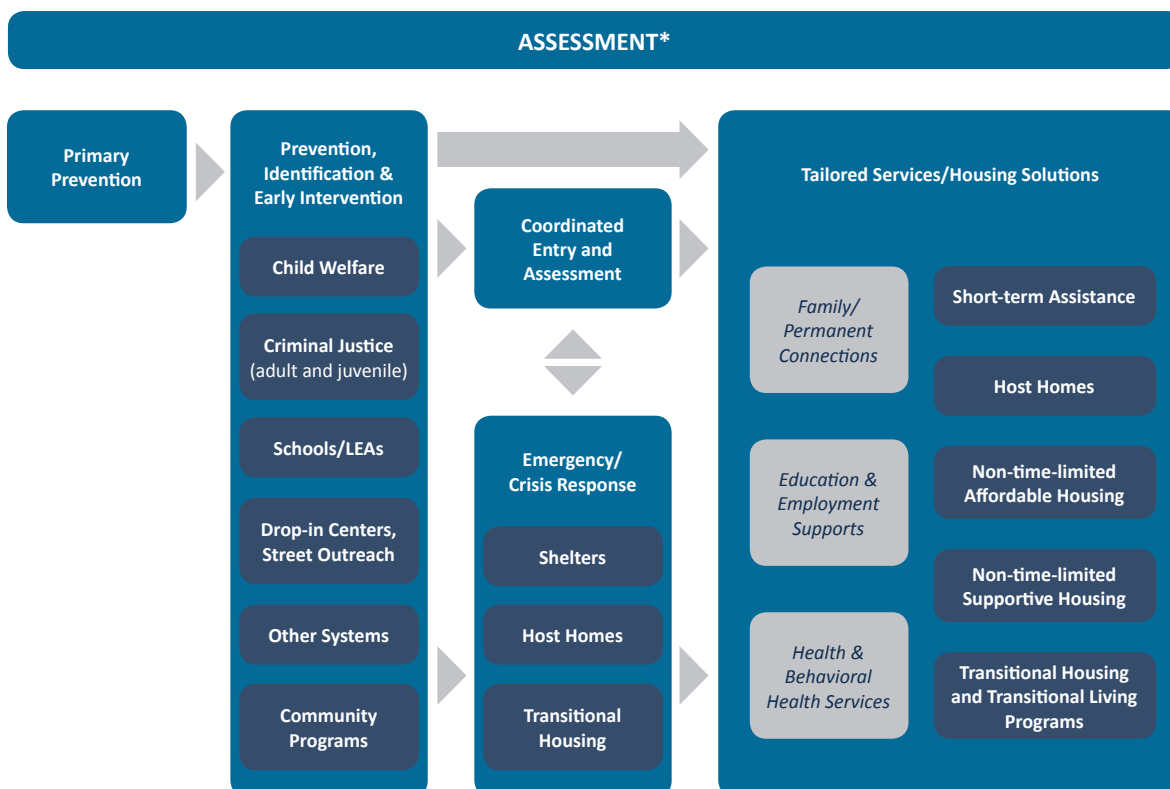 ASSESSMENT*
Primary
Prevention
Prevention,
Identification &
Early Intervention
Child Welfare
Criminal Justice
(adult and juvenile)
Schools/LEAs
Drop-in Centers,
Street Outreach
Other Systems
Community
Programs
Coordinated
Entry and
Assessment
Emergency/
Crisis Response
Shelters
Host Homes
Transitional
Housing
Tailored Services/Housing Solutions
Family/
Permanent
Connections
Education &
Employment
Supports
Health &
Behavioral
Health Services
Short-term Assistance
Host Homes
Non-time-limited
Affordable Housing
Non-time-limited
Supportive Housing
Transitional Housing
and Transitional Living
Programs